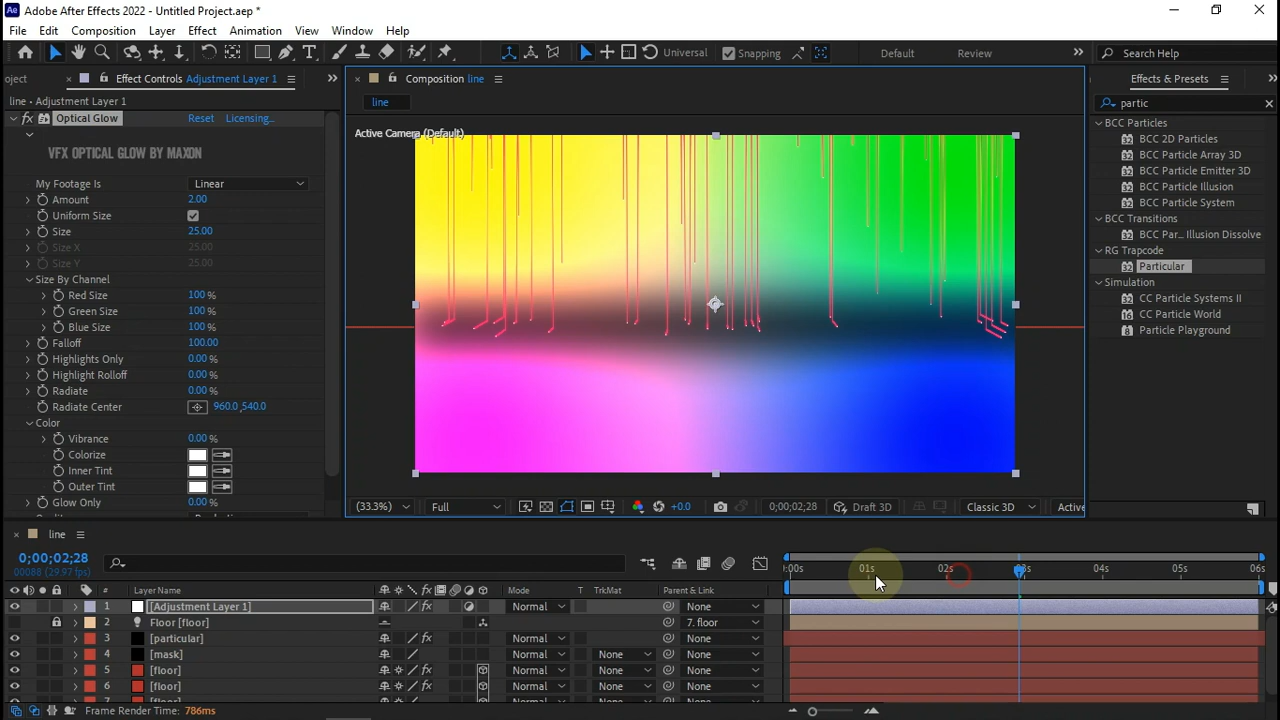 Ae Adobe After Effects 2022 - Untitled Project.aep *
File Edit Composition Layer Effect Animation View Window Help
Universal Snapping Default Review Search Help
oject Effect Controls Adjustment Layer 1 Composition line Effects & Presets
line • Adjustment Layer 1
line
partic
fx Optical Glow Reset Licensing...
Active Camera (Default)
BCC Particles
BCC 2D Particles
VFX OPTICAL GLOW BY MAXON
BCC Particle Array 3D
BCC Particle Emitter 3D
My Footage Is Linear
BCC Particle Illusion
Amount 2.00
BCC Particle System
Uniform Size
BCC Transitions
Size 25.00
BCC Par... Illusion Dissolve
Size X 25.00
RG Trapcode
Size Y 25.00
Particular
Size By Channel
Simulation
Red Size 100 %
CC Particle Systems II
Green Size 100 %
CC Particle World
Blue Size 100 %
Particle Playground
Falloff 100.00
Highlights Only 0.00 %
Highlight Rolloff 0.00 %
Radiate 0.00 %
Radiate Center 960.0,540.0
Color
Vibrance 0.00 %
Colorize
Inner Tint
Outer Tint
Glow Only 0.00 %
(33.3%) Full +0.0 0;00;02;28 Draft 3D Classic 3D Active
line
0;00;02;28
00088 (29.97 fps)
:00s 01s 02s 03s 04s 05s 06s
# Layer Name Mode T TrkMat Parent & Link
1 [Adjustment Layer 1] Normal None
2 Floor [floor] 7. floor
3 [particular] fx Normal None
4 [mask] Normal None None
5 [floor] fx Normal None None
6 [floor] fx Normal None None
Frame Render Time: 786ms